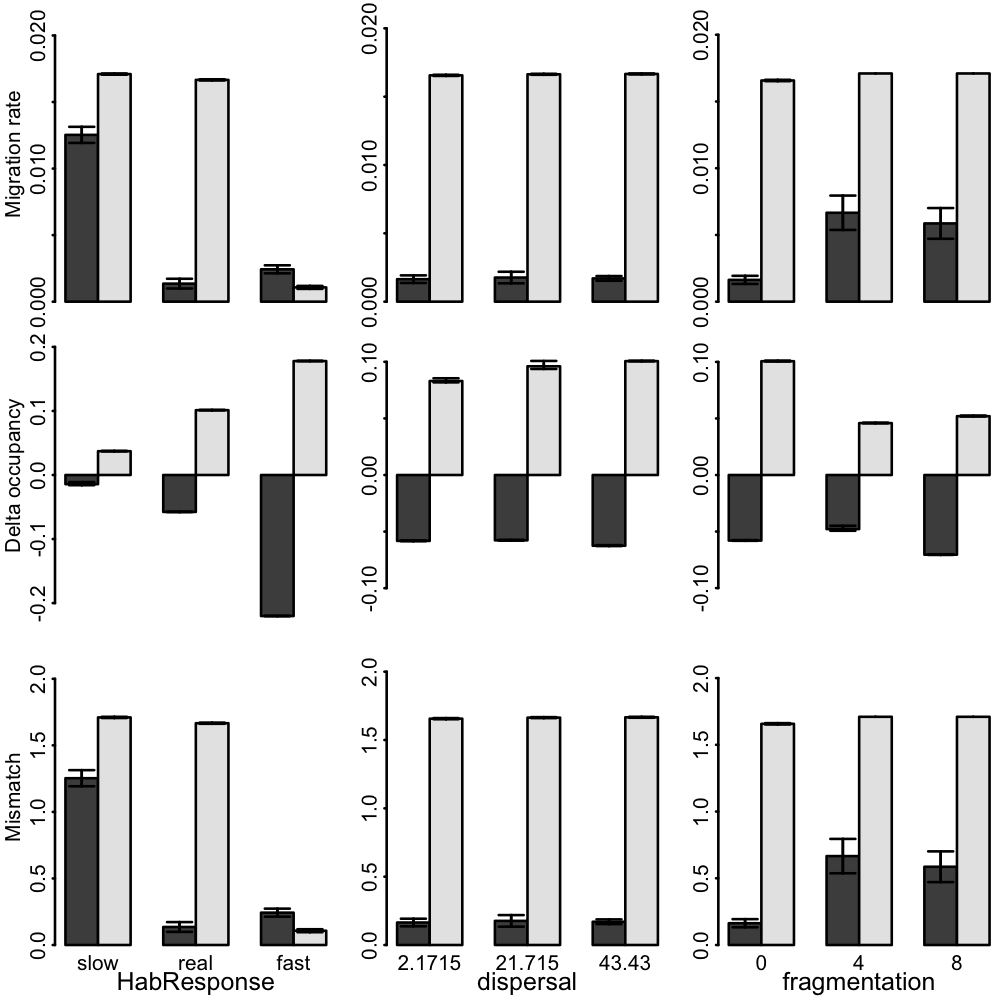 Migration rate
0.000 0.010 0.020
0.000 0.010 0.020
0.000 0.010 0.020
Delta occupancy
-0.2 -0.1 0.0 0.1 0.2
-0.10 0.00 0.10
-0.10 0.00 0.10
Mismatch
0.0 0.5 1.0 1.5 2.0
0.0 0.5 1.0 1.5 2.0
0.0 0.5 1.0 1.5 2.0
slow real fast
2.1715 21.715 43.43
0 4 8
HabResponse
dispersal
fragmentation